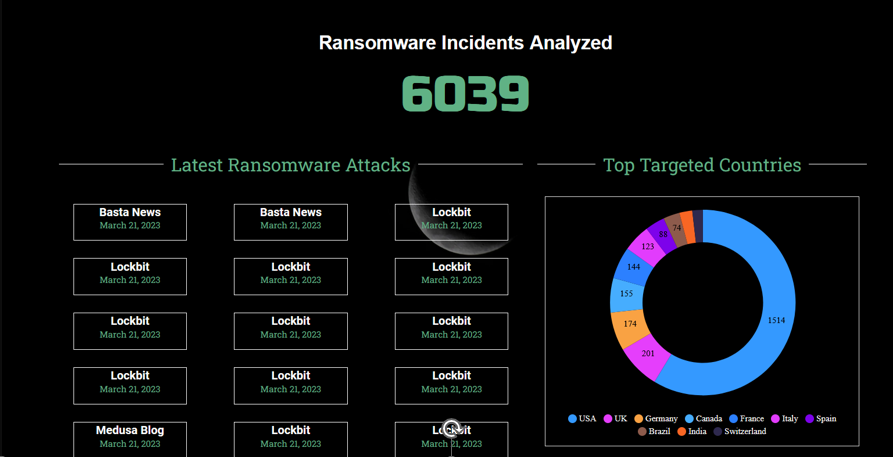 Ransomware Incidents Analyzed
6039
Latest Ransomware Attacks
Basta News
March 21, 2023
Basta News
March 21, 2023
Lockbit
March 21, 2023
Lockbit
March 21, 2023
Lockbit
March 21, 2023
Lockbit
March 21, 2023
Lockbit
March 21, 2023
Lockbit
March 21, 2023
Lockbit
March 21, 2023
Lockbit
March 21, 2023
Lockbit
March 21, 2023
Lockbit
March 21, 2023
Medusa Blog
March 21, 2023
Lockbit
March 21, 2023
Lockbit
March 21, 2023
Top Targeted Countries
74
88
123
144
155
174
201
1514
USA UK Germany Canada France Italy Spain
Brazil India Switzerland